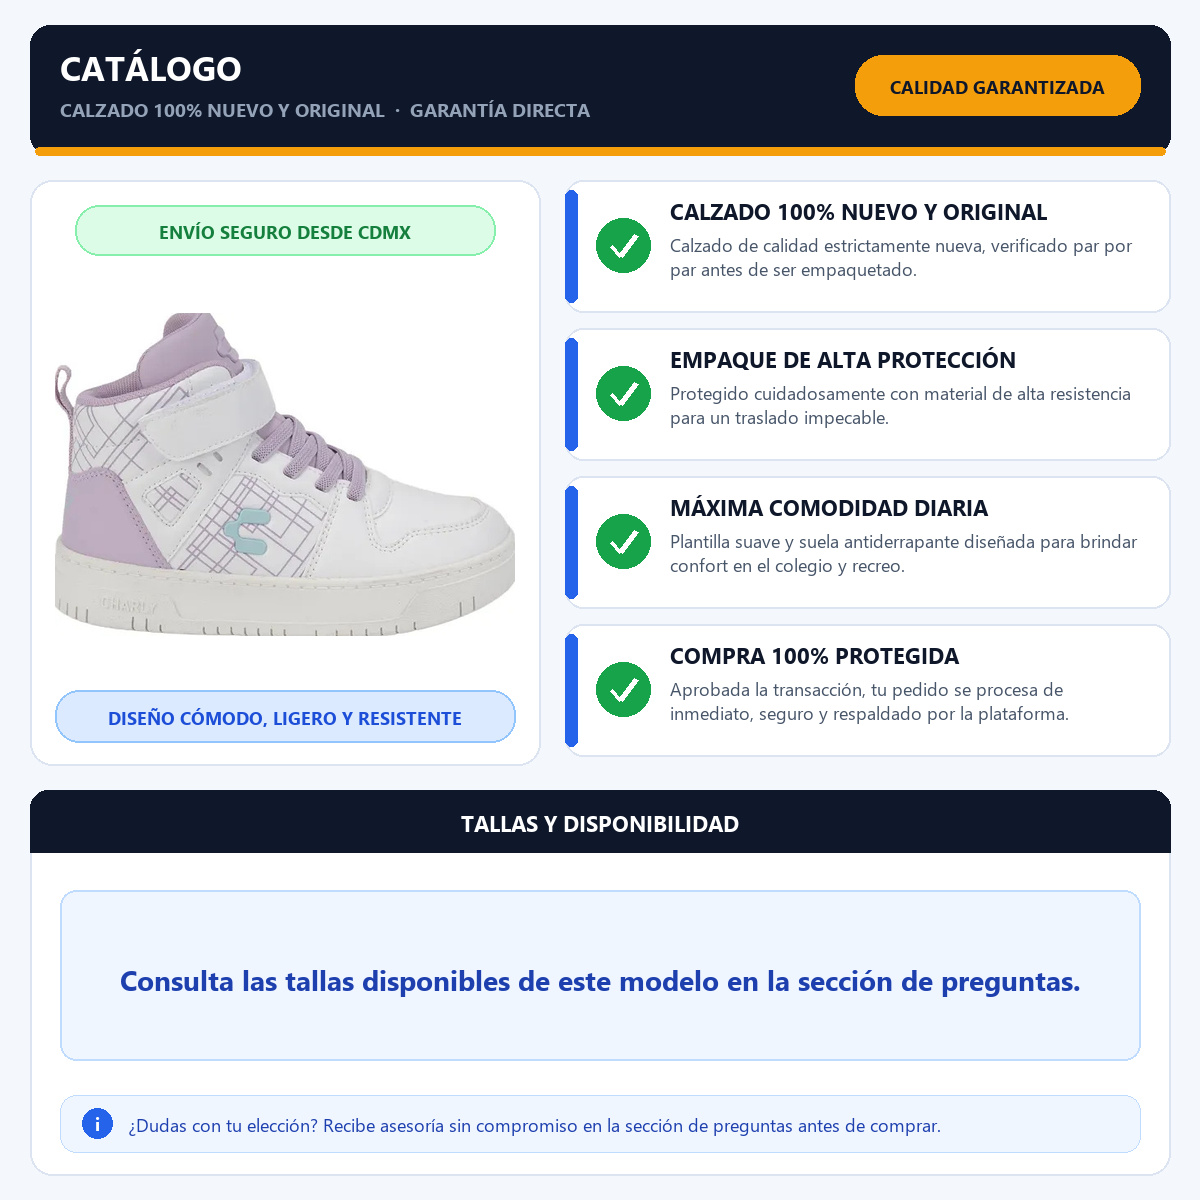 CATÁLOGO
CALZADO 100% NUEVO Y ORIGINAL · GARANTÍA DIRECTA
CALIDAD GARANTIZADA
ENVÍO SEGURO DESDE CDMX
CHARLY
DISEÑO CÓMODO, LIGERO Y RESISTENTE
CALZADO 100% NUEVO Y ORIGINAL
Calzado de calidad estrictamente nueva, verificado par por
par antes de ser empaquetado.
EMPAQUE DE ALTA PROTECCIÓN
Protegido cuidadosamente con material de alta resistencia
para un traslado impecable.
MÁXIMA COMODIDAD DIARIA
Plantilla suave y suela antiderrapante diseñada para brindar
confort en el colegio y recreo.
COMPRA 100% PROTEGIDA
Aprobada la transacción, tu pedido se procesa de
inmediato, seguro y respaldado por la plataforma.
TALLAS Y DISPONIBILIDAD
Consulta las tallas disponibles de este modelo en la sección de preguntas.
¿Dudas con tu elección? Recibe asesoría sin compromiso en la sección de preguntas antes de comprar.